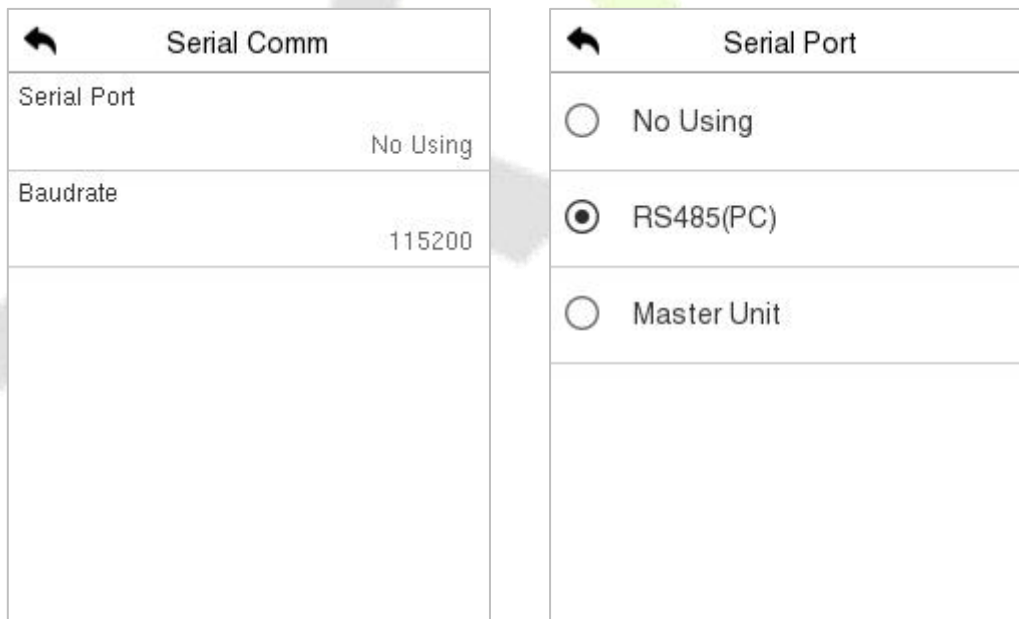 Serial Comm
Serial Port
No Using
Baudrate
115200
Serial Port
No Using
RS485(PC)
Master Unit